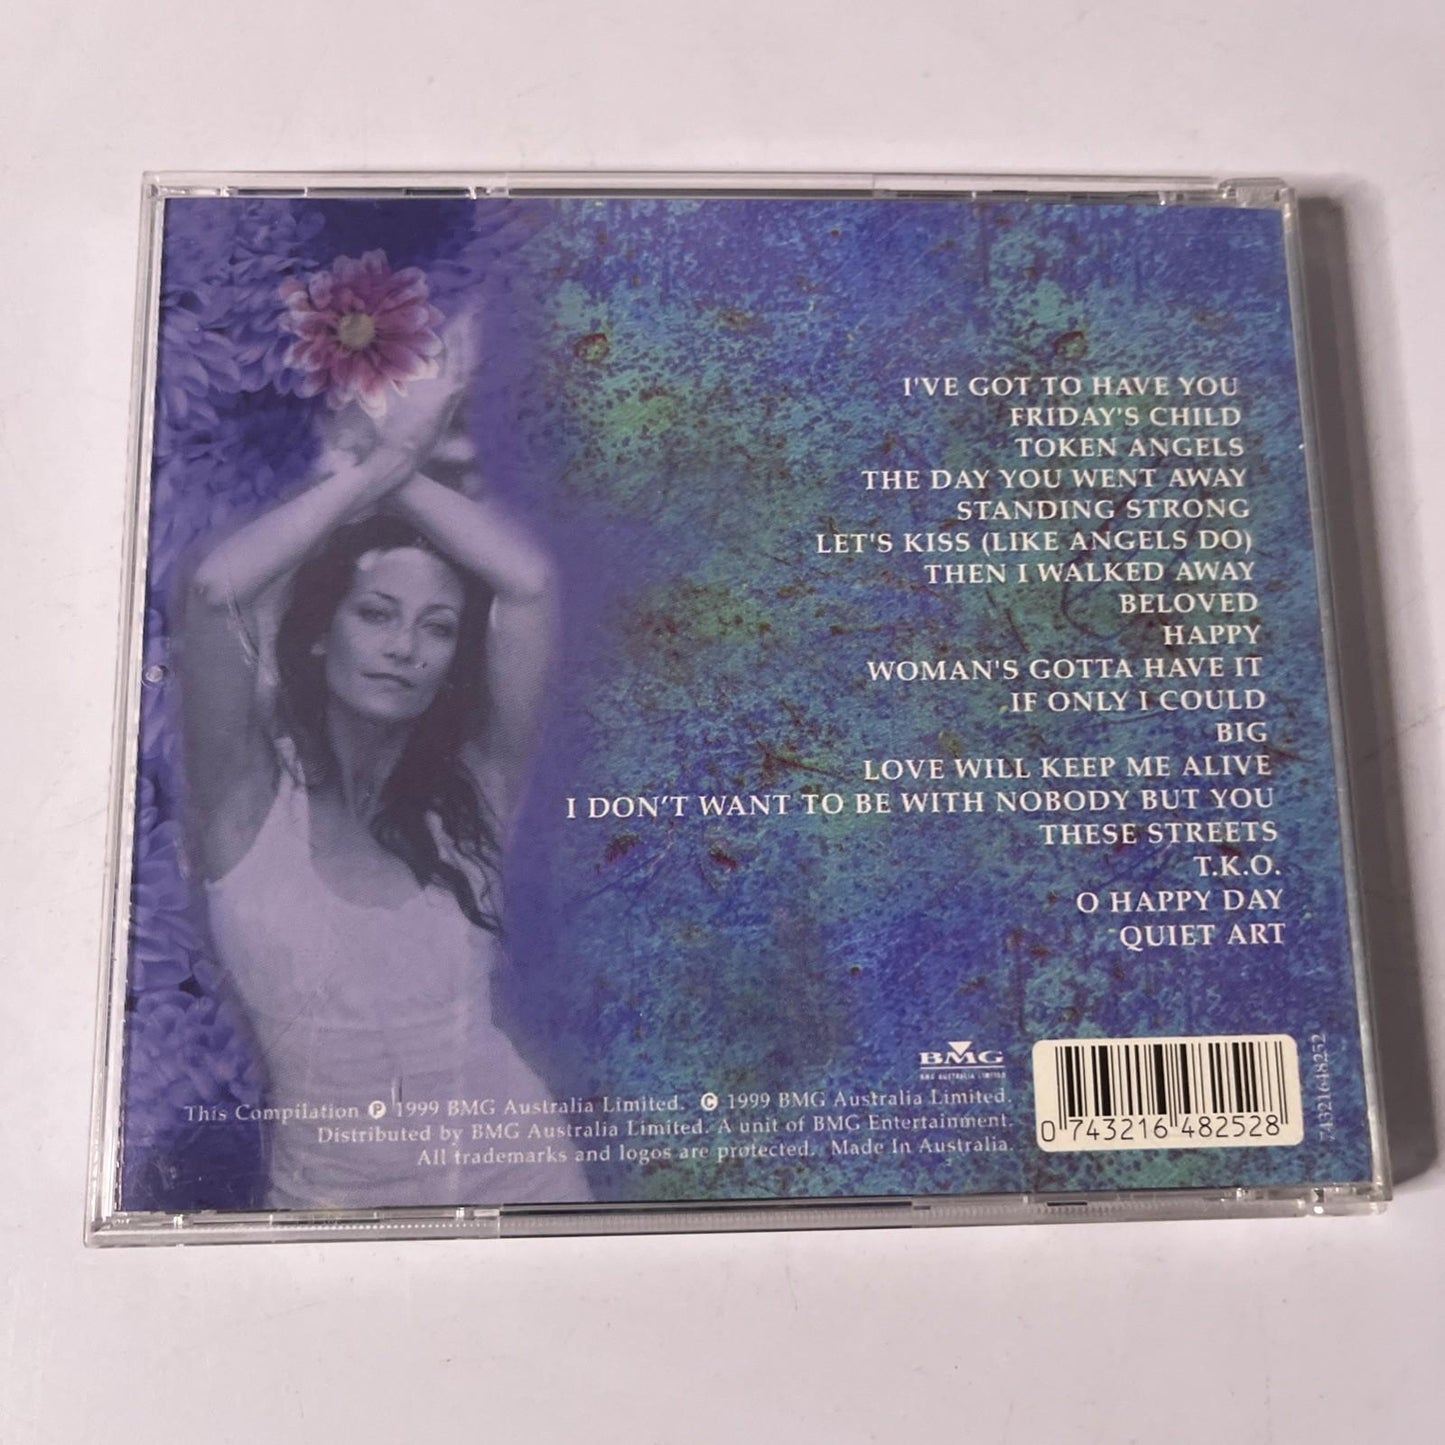 I'VE GOT TO HAVE YOU
FRIDAY'S CHILD
TOKEN ANGELS
THE DAY YOU WENT AWAY
STANDING STRONG
LET'S KISS (LIKE ANGELS DO)
THEN I WALKED AWAY
BELOVED
HAPPY
WOMAN'S GOTTA HAVE IT
IF ONLY I COULD
BIG
LOVE WILL KEEP ME ALIVE
I DON'T WANT TO BE WITH NOBODY BUT YOU
THESE STREETS
T.K.O.
O HAPPY DAY
QUIET ART
BMG
BMG AUSTRALIA LIMITED
This Compilation ℗ 1999 BMG Australia Limited. © 1999 BMG Australia Limited.
Distributed by BMG Australia Limited. A unit of BMG Entertainment.
All trademarks and logos are protected. Made In Australia.
0 743216 482528
74321648252